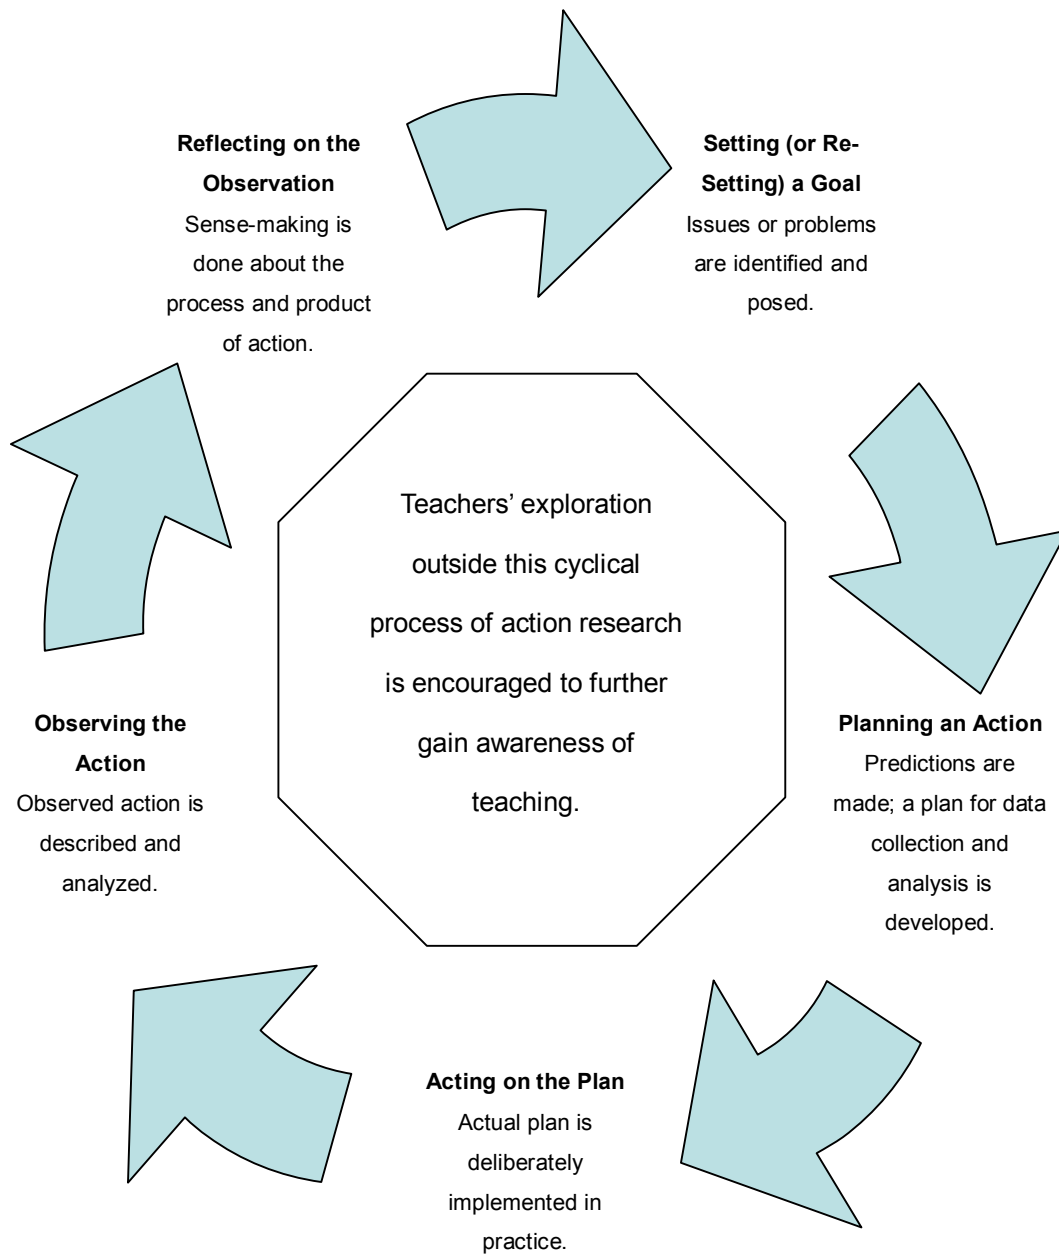 Reflecting on the
Observation
Sense-making is
done about the
process and product
of action.
Setting (or Re-
Setting) a Goal
Issues or problems
are identified and
posed.
Teachers’ exploration
outside this cyclical
process of action research
is encouraged to further
gain awareness of
teaching.
Observing the
Action
Observed action is
described and
analyzed.
Planning an Action
Predictions are
made; a plan for data
collection and
analysis is
developed.
Acting on the Plan
Actual plan is
deliberately
implemented in
practice.